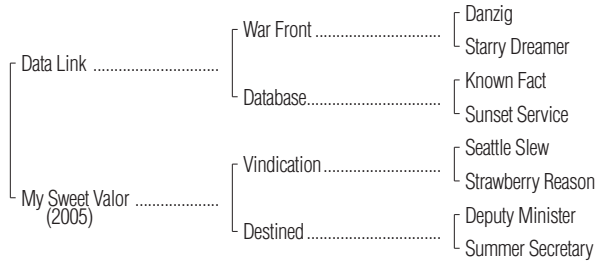 Danzig
War Front ..............................
Starry Dreamer
Data Link .............................
Known Fact
Database................................
Sunset Service
Seattle Slew
Vindication ............................
Strawberry Reason
My Sweet Valor ...................
(2005)
Deputy Minister
Destined ................................
Summer Secretary